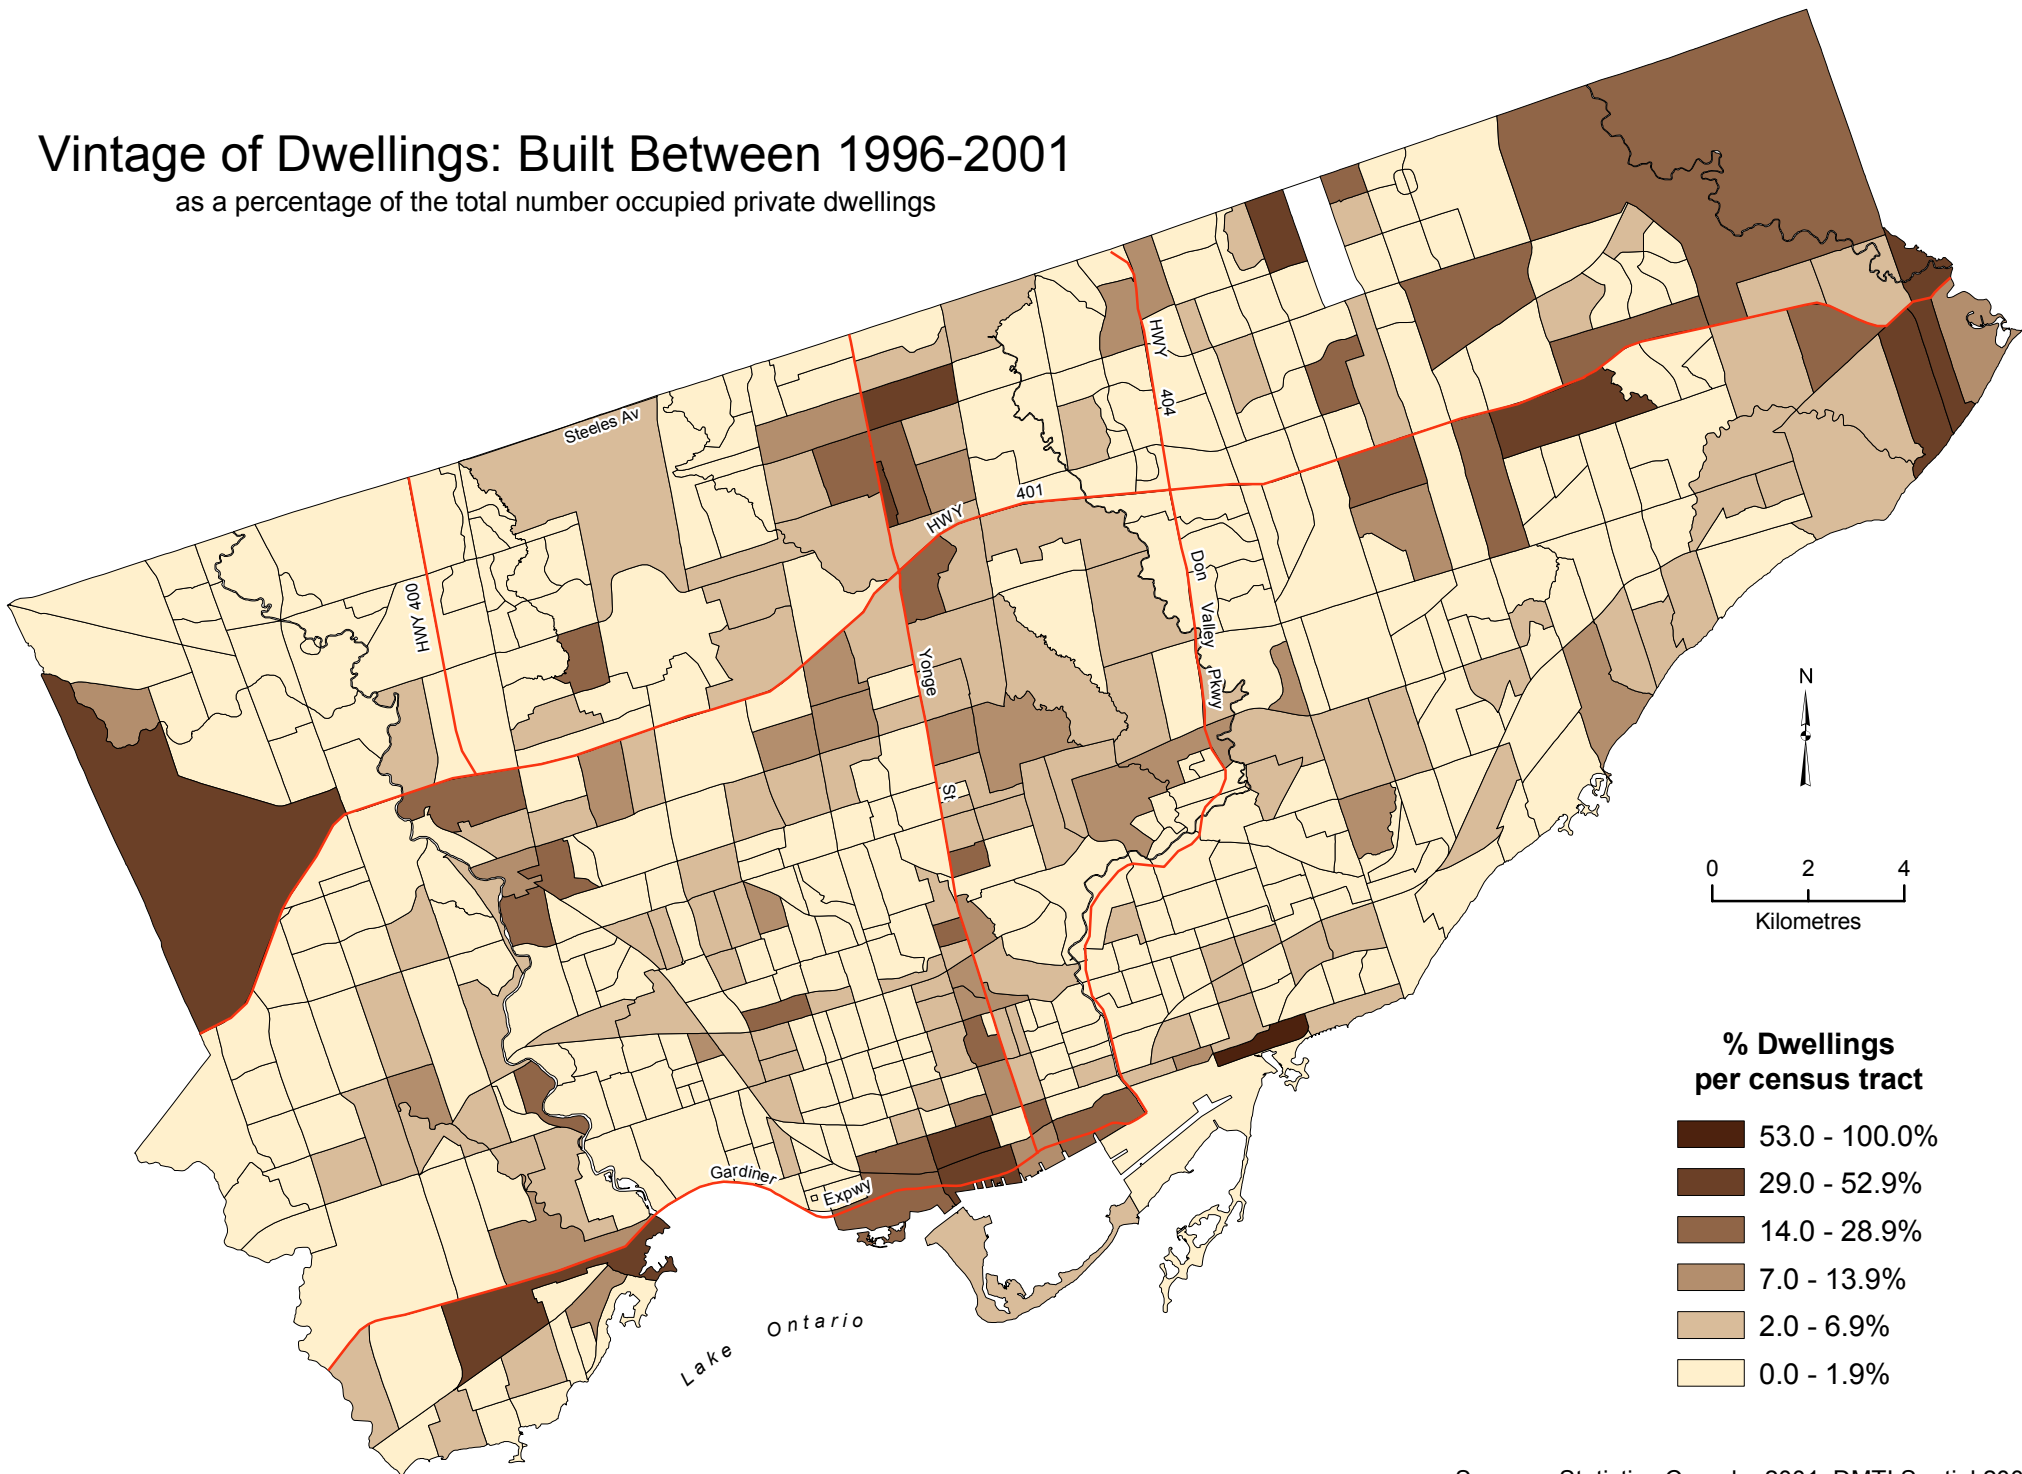 Vintage of Dwellings: Built Between 1996-2001
as a percentage of the total number occupied private dwellings
Steeles Av
HWY 404
HWY 401
HWY 400
Don Valley Pkwy
Yonge St
N
0 2 4
Kilometres
Gardiner Expwy
Lake Ontario
% Dwellings
per census tract
53.0 - 100.0%
29.0 - 52.9%
14.0 - 28.9%
7.0 - 13.9%
2.0 - 6.9%
0.0 - 1.9%